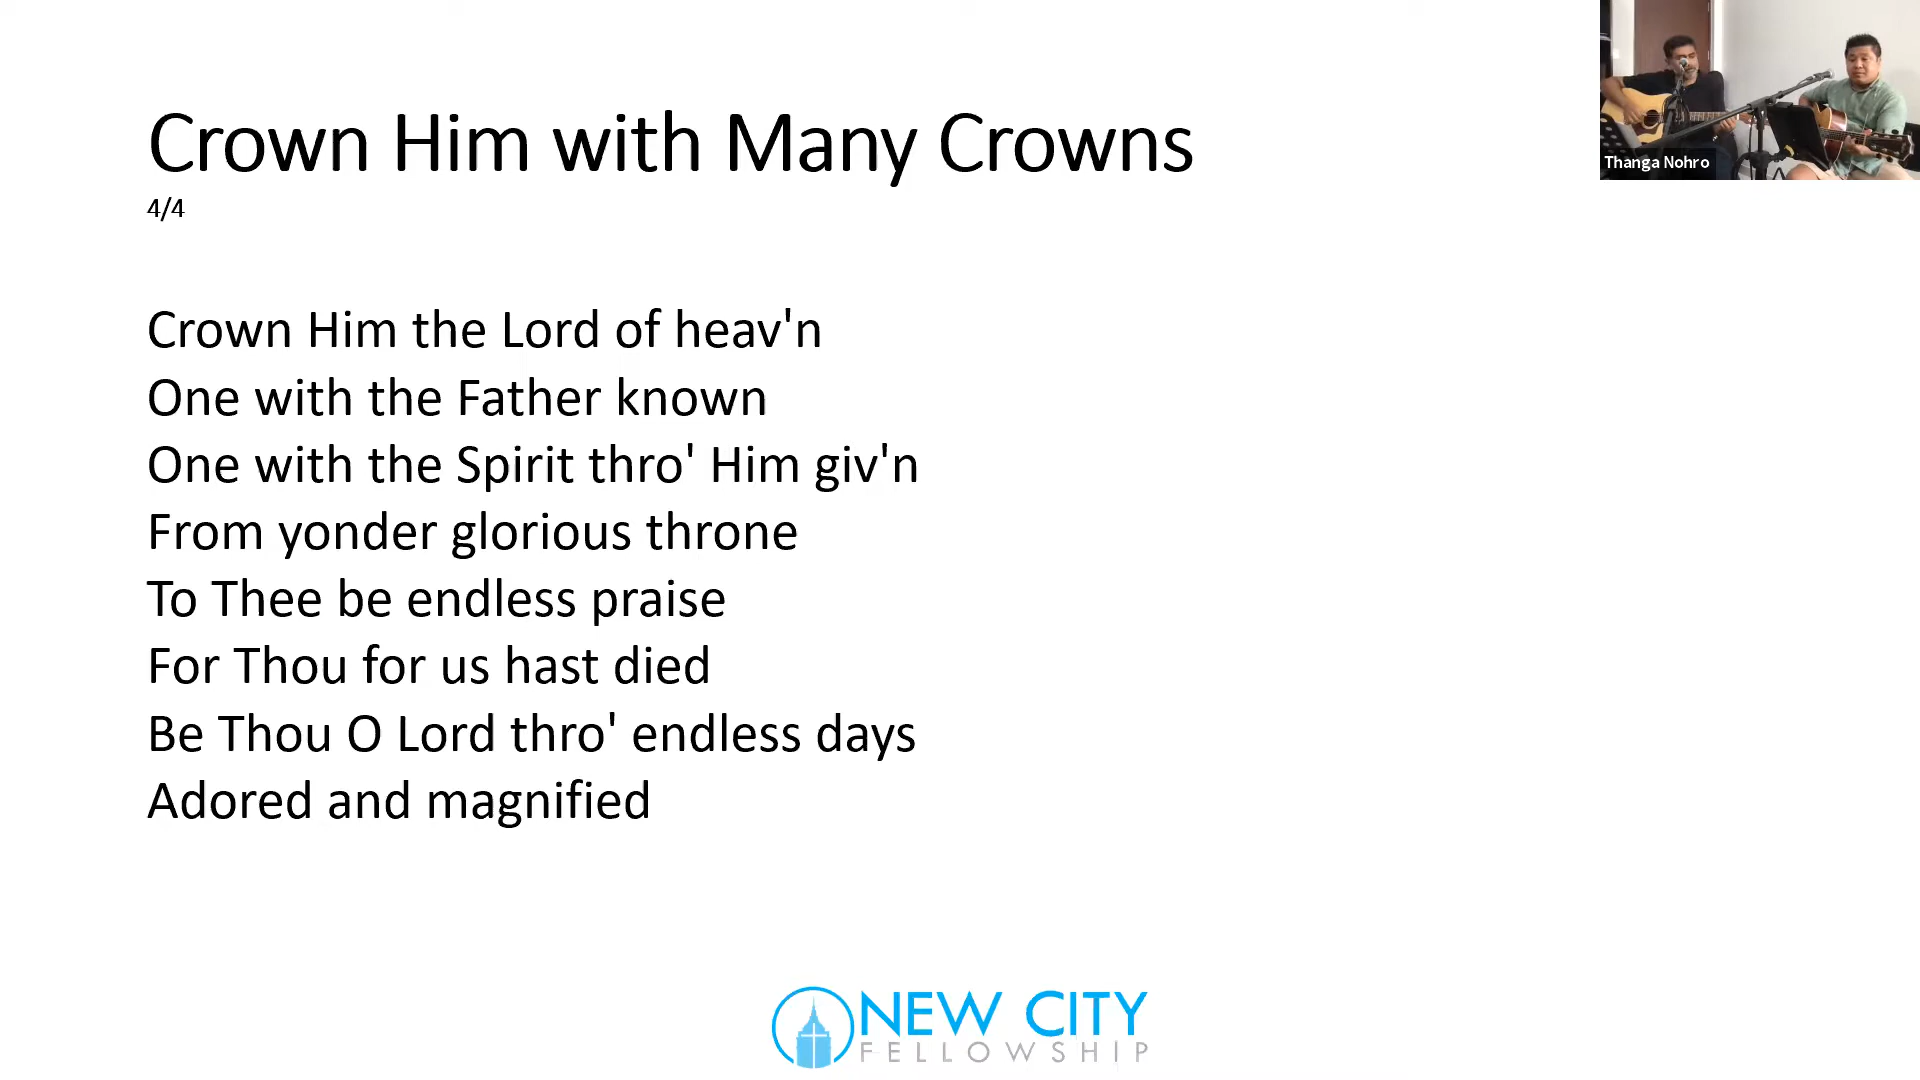 Crown Him with Many Crowns
4/4
Crown Him the Lord of heav'n
One with the Father known
One with the Spirit thro' Him giv'n
From yonder glorious throne
To Thee be endless praise
For Thou for us hast died
Be Thou O Lord thro' endless days
Adored and magnified
Thanga Nohro
NEW CITY
FELLOWSHIP